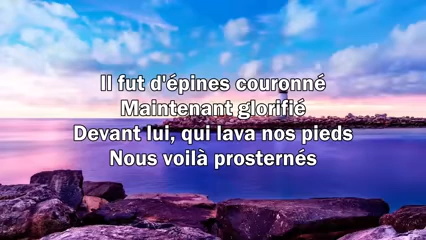 Il fut d'épines couronné
Maintenant glorifié
Devant lui, qui lava nos pieds
Nous voilà prosternés